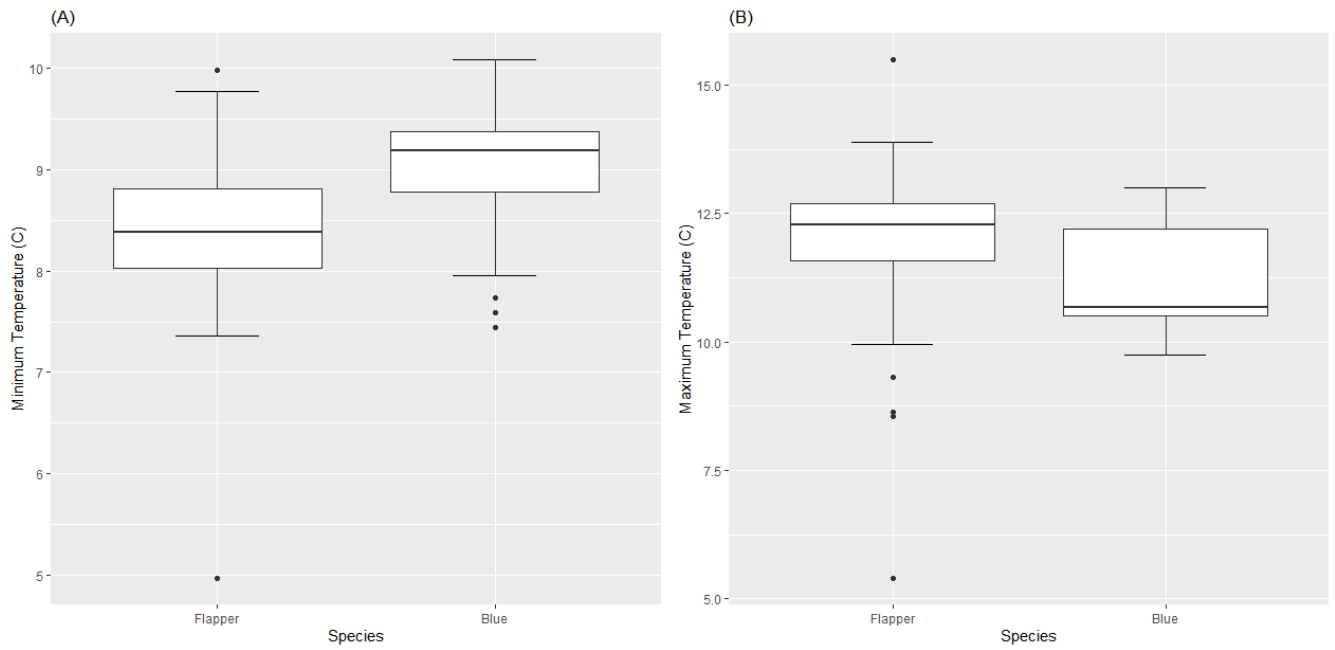 (A)
Minimum Temperature (C)
10
9
8
7
6
5
Flapper
Blue
Species
(B)
Maximum Temperature (C)
15.0
12.5
10.0
7.5
5.0
Flapper
Blue
Species